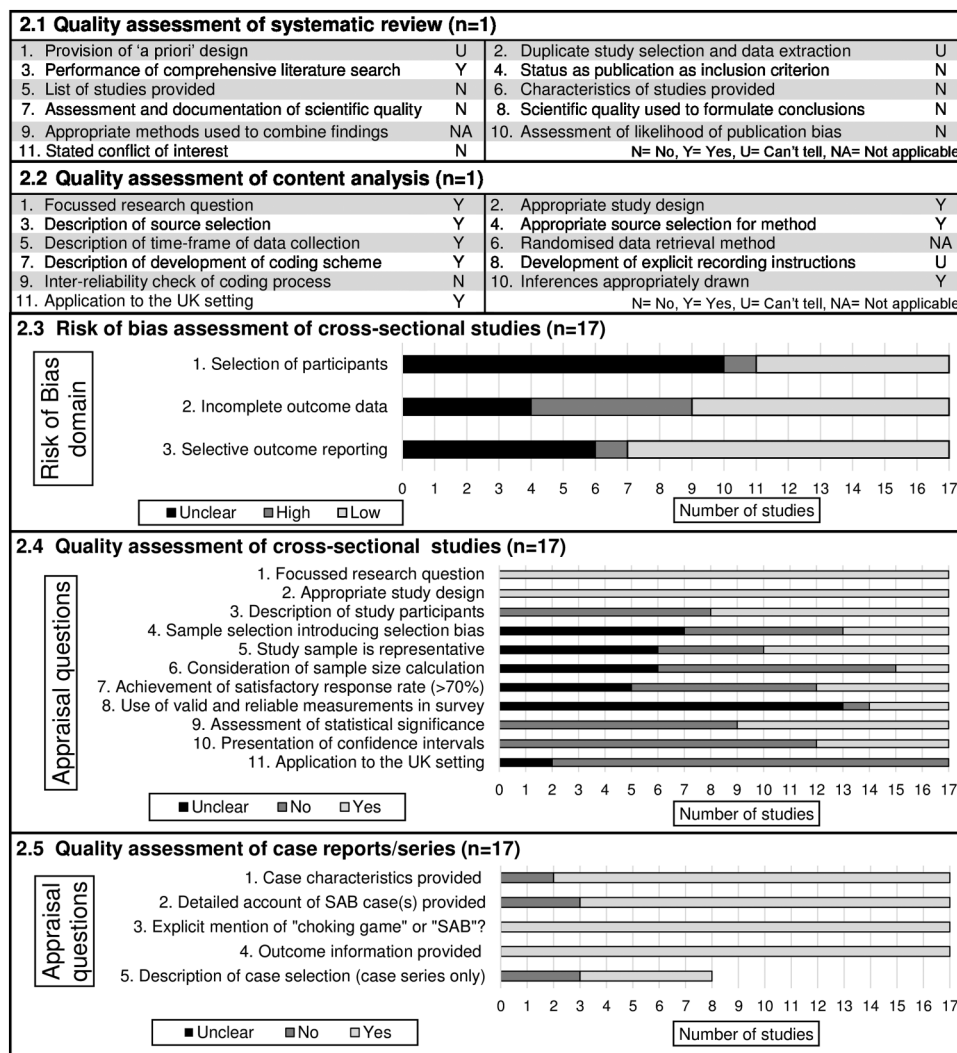 2.1 Quality assessment of systematic review (n=1)
1. Provision of 'a priori' design U 2. Duplicate study selection and data extraction U
3. Performance of comprehensive literature search Y 4. Status as publication as inclusion criterion N
5. List of studies provided N 6. Characteristics of studies provided N
7. Assessment and documentation of scientific quality N 8. Scientific quality used to formulate conclusions N
9. Appropriate methods used to combine findings NA 10. Assessment of likelihood of publication bias N
11. Stated conflict of interest N N= No, Y= Yes, U= Can't tell, NA= Not applicable
2.2 Quality assessment of content analysis (n=1)
1. Focussed research question Y 2. Appropriate study design Y
3. Description of source selection Y 4. Appropriate source selection for method Y
5. Description of time-frame of data collection Y 6. Randomised data retrieval method NA
7. Description of development of coding scheme Y 8. Development of explicit recording instructions U
9. Inter-reliability check of coding process N 10. Inferences appropriately drawn Y
11. Application to the UK setting Y N= No, Y= Yes, U= Can't tell, NA= Not applicable
2.3 Risk of bias assessment of cross-sectional studies (n=17)
Risk of Bias
domain
1. Selection of participants
2. Incomplete outcome data
3. Selective outcome reporting
0 1 2 3 4 5 6 7 8 9 10 11 12 13 14 15 16 17
Unclear High Low
Number of studies
2.4 Quality assessment of cross-sectional studies (n=17)
Appraisal questions
1. Focussed research question
2. Appropriate study design
3. Description of study participants
4. Sample selection introducing selection bias
5. Study sample is representative
6. Consideration of sample size calculation
7. Achievement of satisfactory response rate (>70%)
8. Use of valid and reliable measurements in survey
9. Assessment of statistical significance
10. Presentation of confidence intervals
11. Application to the UK setting
0 1 2 3 4 5 6 7 8 9 10 11 12 13 14 15 16 17
Unclear No Yes
Number of studies
2.5 Quality assessment of case reports/series (n=17)
Appraisal
questions
1. Case characteristics provided
2. Detailed account of SAB case(s) provided
3. Explicit mention of "choking game" or "SAB"?
4. Outcome information provided
5. Description of case selection (case series only)
0 1 2 3 4 5 6 7 8 9 10 11 12 13 14 15 16 17
Unclear No Yes
Number of studies